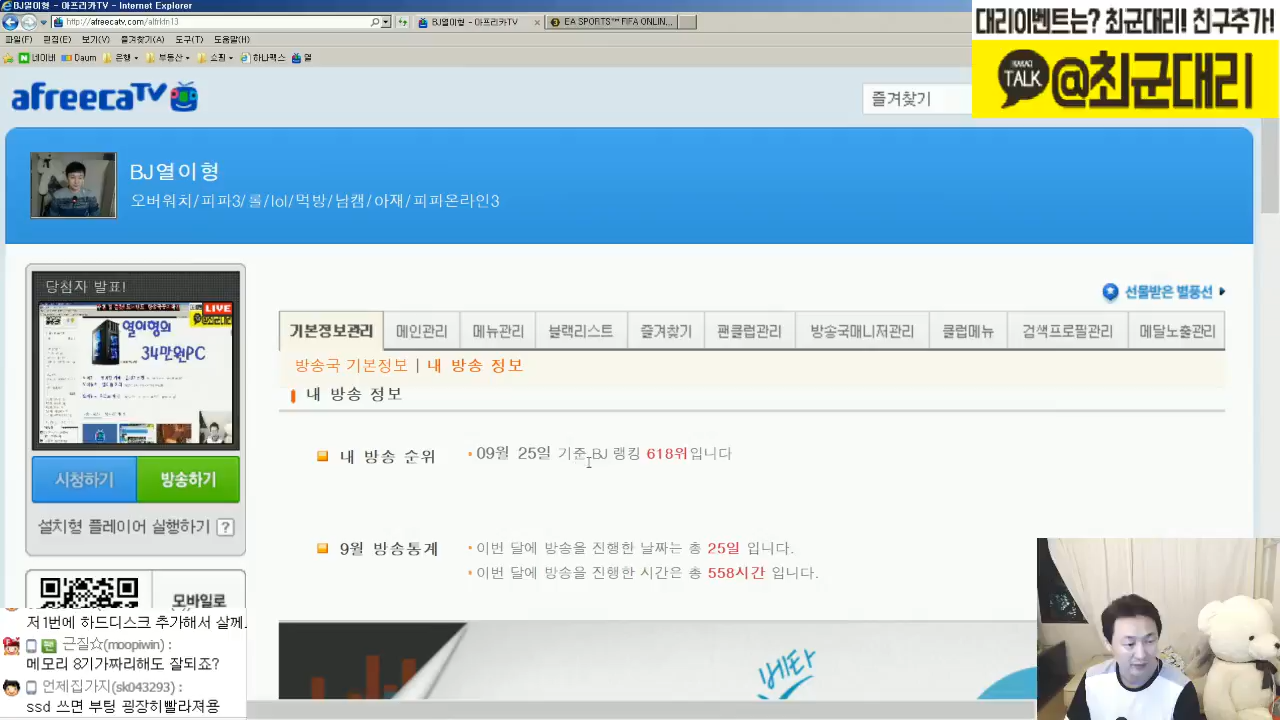 BJ열이형 - 아프리카TV - Internet Explorer
http://afreecatv.com/alfrkfn13
BJ열이형 - 아프리카TV
EA SPORTS™ FIFA ONLIN...
파일(F) 편집(E) 보기(V) 즐겨찾기(A) 도구(T) 도움말(H)
네이버 Daum 은행 부동산 쇼핑 하나팍스 열
대리이벤트는? 최군대리! 친구추가!
KAKAO
TALK
@최군대리
afreecaTV
즐겨찾기
BJ열이형
오버워치/피파3/롤/lol/먹방/남캠/아재/피파온라인3
당첨자 발표!
LIVE
열이형의
34만원PC
시청하기 방송하기
설치형 플레이어 실행하기 ?
모바일로
선물받은 별풍선
기본정보관리 메인관리 메뉴관리 블랙리스트 즐겨찾기 팬클럽관리 방송국매니저관리 클럽메뉴 검색프로필관리 메달노출관리
방송국 기본정보 | 내 방송 정보
내 방송 정보
내 방송 순위
09월 25일 기준 BJ 랭킹 618위입니다
9월 방송통계
이번 달에 방송을 진행한 날짜는 총 25일 입니다.
이번 달에 방송을 진행한 시간은 총 558시간 입니다.
베타
저1번에 하드디스크 추가해서 살께.
팬 근질☆(moopiwin) :
메모리 8기가짜리해도 잘되죠?
언제집가지(sk043293) :
ssd 쓰면 부팅 굉장히빨라져용